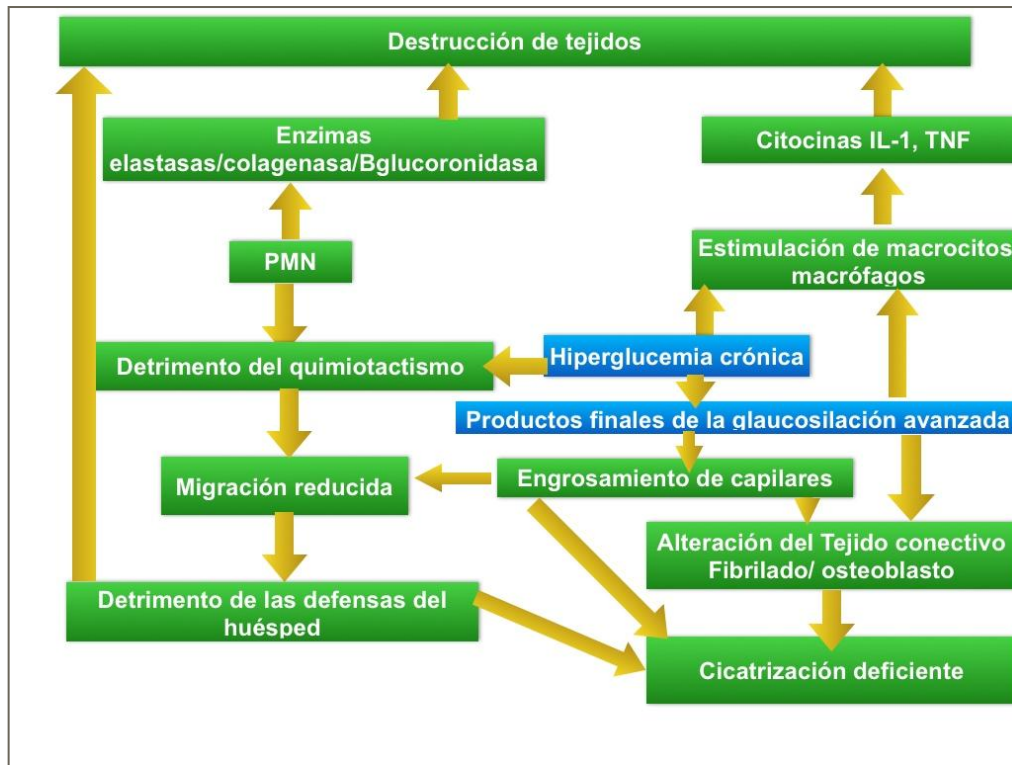 Destrucción de tejidos
Enzimas
elastasas/colagenasa/Bglucoronidasa
Citocinas IL-1, TNF
PMN
Estimulación de macrocitos
macrófagos
Detrimento del quimiotactismo
Hiperglucemia crónica
Productos finales de la glaucosilación avanzada
Migración reducida
Engrosamiento de capilares
Alteración del Tejido conectivo
Fibrilado/ osteoblasto
Detrimento de las defensas del
huésped
Cicatrización deficiente